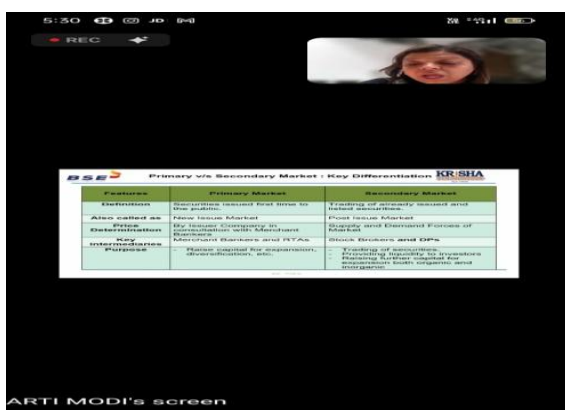 5:30 JD
REC
BSE Primary v/s Secondary Market : Key Differentiation KRISHA
Features Primary Market Secondary Market
Definition Securities issued first time to the public. Trading of already issued and listed securities.
Also called as New Issue Market Post Issue Market
Price Determination By Issuer Company in consultation with Merchant Bankers Supply and Demand Forces of Market
Key Intermediaries Merchant Bankers and RTAs Stock Brokers and DPs
Purpose - Raise capital for expansion, diversification, etc. - Trading of securities.
- Providing liquidity to investors
- Raising further capital for expansion both organic and inorganic
ARTI MODI's screen